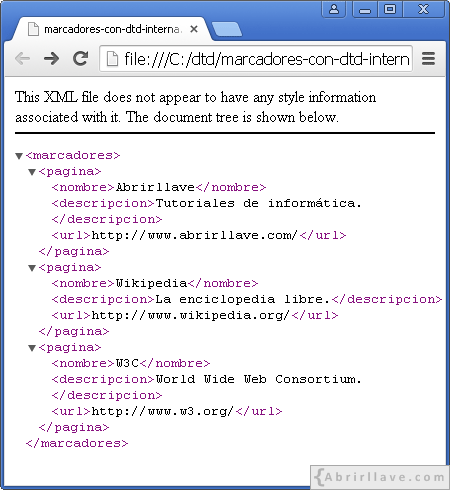 marcadores-con-dtd-interna.
file:///C:/dtd/marcadores-con-dtd-intern
This XML file does not appear to have any style information
associated with it. The document tree is shown below.
<marcadores>
<pagina>
<nombre>Abrirllave</nombre>
<descripcion>Tutoriales de informática.
</descripcion>
<url>http://www.abrirllave.com/</url>
</pagina>
<pagina>
<nombre>Wikipedia</nombre>
<descripcion>La enciclopedia libre.</descripcion>
<url>http://www.wikipedia.org/</url>
</pagina>
<pagina>
<nombre>W3C</nombre>
<descripcion>World Wide Web Consortium.
</descripcion>
<url>http://www.w3.org/</url>
</pagina>
</marcadores>
{Abrirllave.com